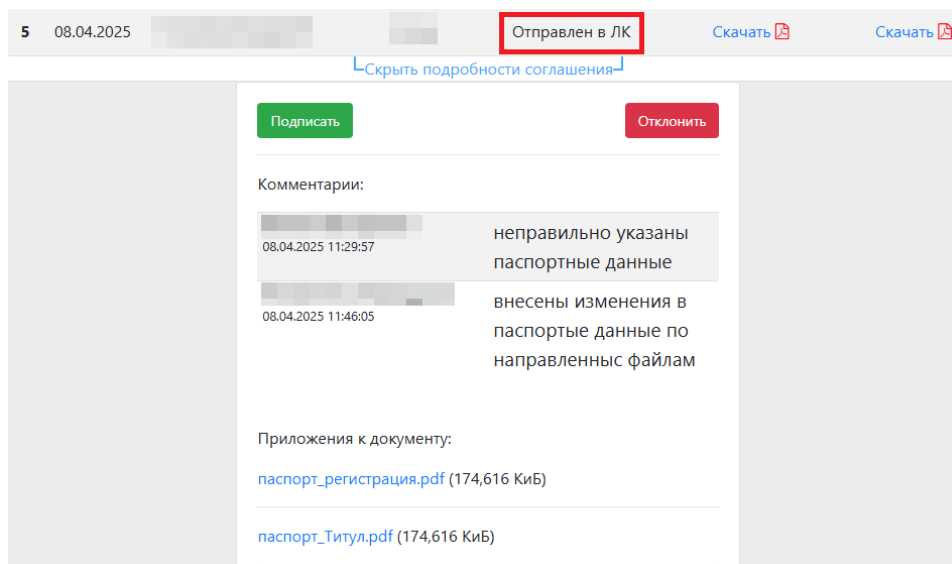 5 08.04.2025 Отправлен в ЛК Скачать Скачать
Скрыть подробности соглашения
Подписать Отклонить
Комментарии:
неправильно указаны
08.04.2025 11:29:57
паспортные данные
внесены изменения в
08.04.2025 11:46:05
паспортые данные по
направленныс файлам
Приложения к документу:
паспорт_регистрация.pdf (174,616 КиБ)
паспорт_Титул.pdf (174,616 КиБ)